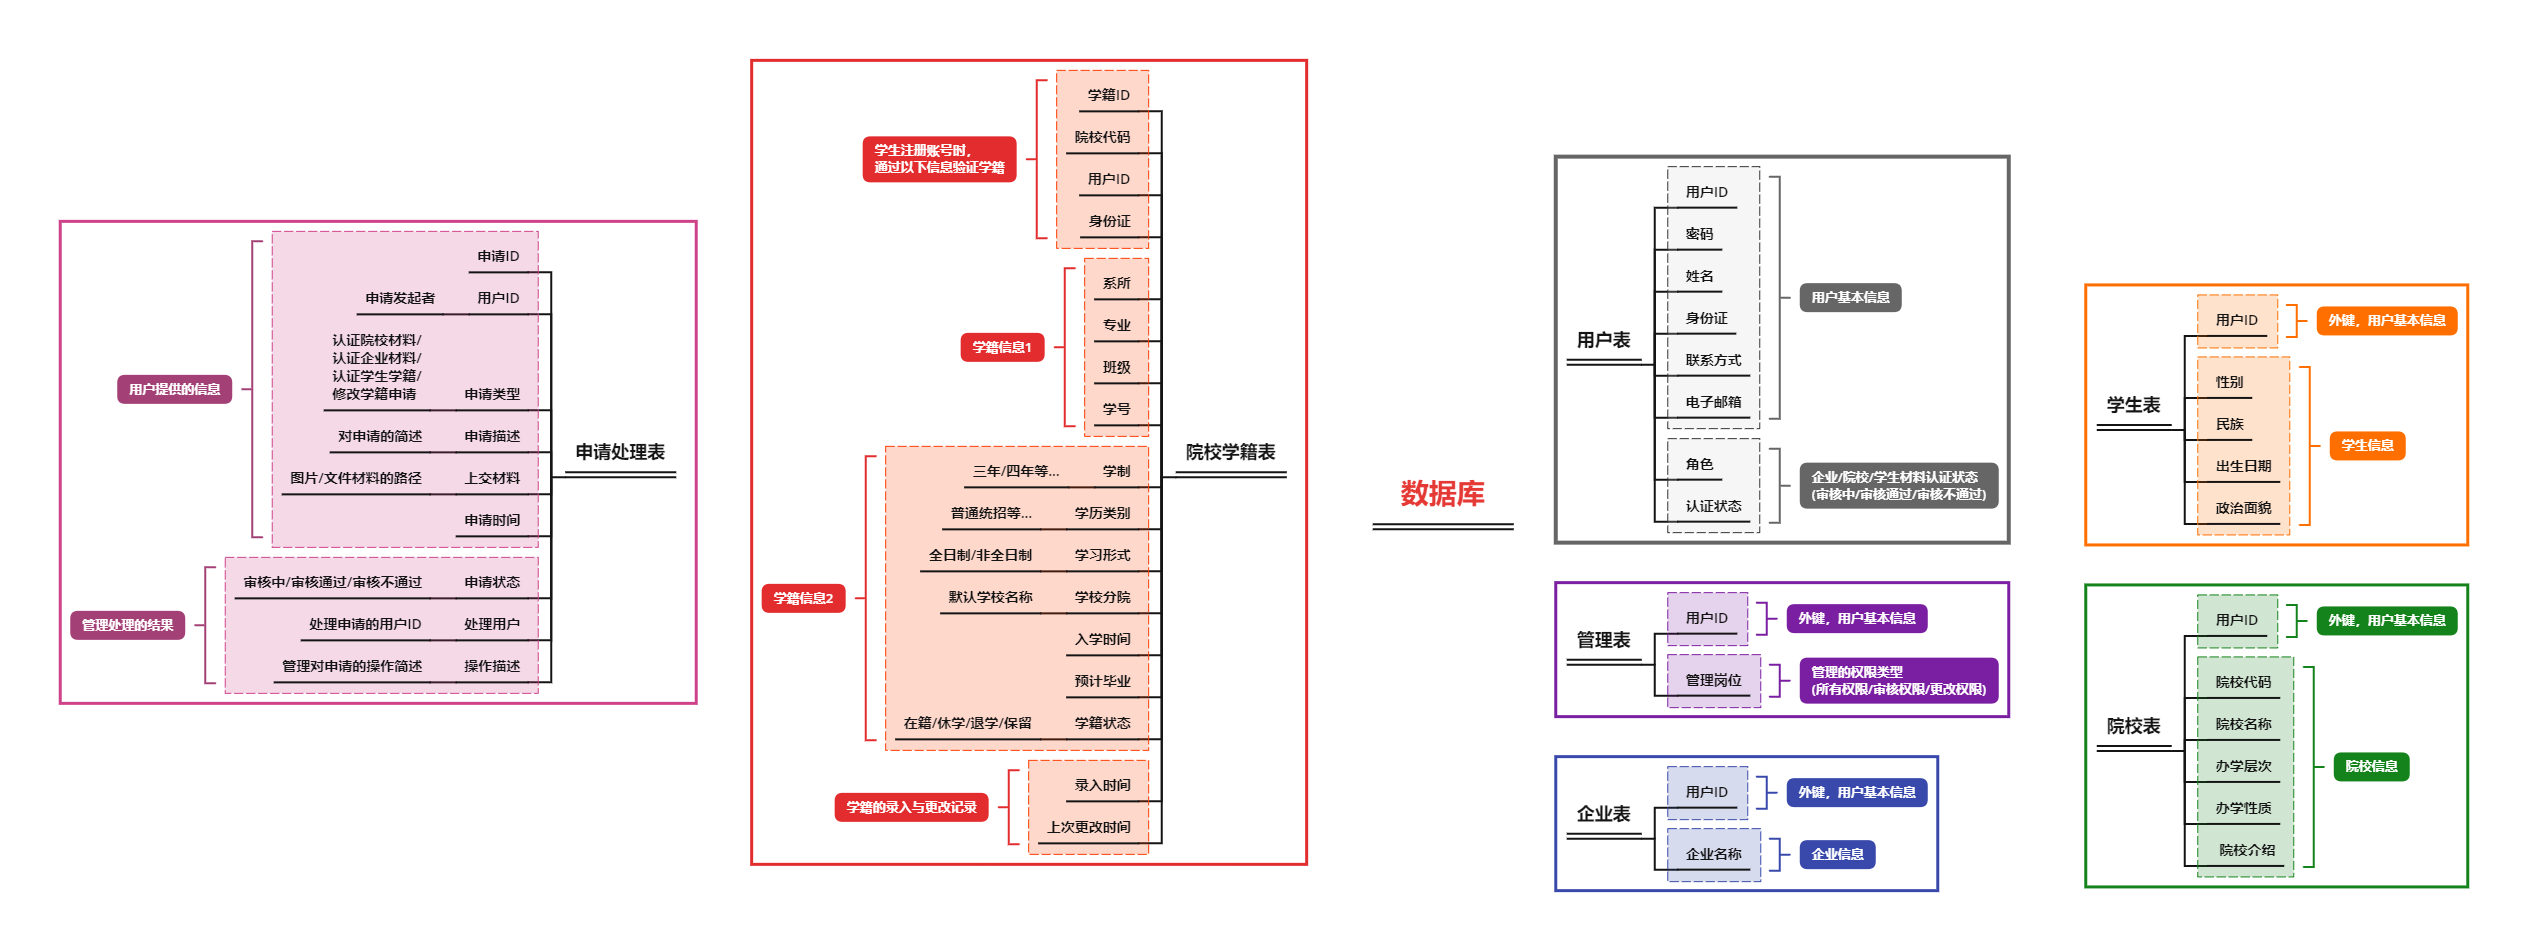 数据库
申请处理表
用户提供的信息
申请ID
用户ID
申请发起者
申请类型
认证院校材料/
认证企业材料/
认证学生学籍/
修改学籍申请
申请描述
对申请的简述
上交材料
图片/文件材料的路径
申请时间
管理处理的结果
申请状态
审核中/审核通过/审核不通过
处理用户
处理申请的用户ID
操作描述
管理对申请的操作简述
院校学籍表
学生注册账号时,
通过以下信息验证学籍
学籍ID
院校代码
用户ID
身份证
学籍信息1
系所
专业
班级
学号
学籍信息2
学制
三年/四年等...
学历类别
普通统招等...
学习形式
全日制/非全日制
学校分院
默认学校名称
入学时间
预计毕业
学籍状态
在籍/休学/退学/保留
学籍的录入与更改记录
录入时间
上次更改时间
用户表
用户ID
密码
姓名
身份证
联系方式
电子邮箱
用户基本信息
角色
认证状态
企业/院校/学生材料认证状态
(审核中/审核通过/审核不通过)
管理表
用户ID
外键，用户基本信息
管理岗位
管理的权限类型
(所有权限/审核权限/更改权限)
企业表
用户ID
外键，用户基本信息
企业名称
企业信息
学生表
用户ID
外键，用户基本信息
性别
民族
出生日期
政治面貌
学生信息
院校表
用户ID
外键，用户基本信息
院校代码
院校名称
办学层次
办学性质
院校介绍
院校信息